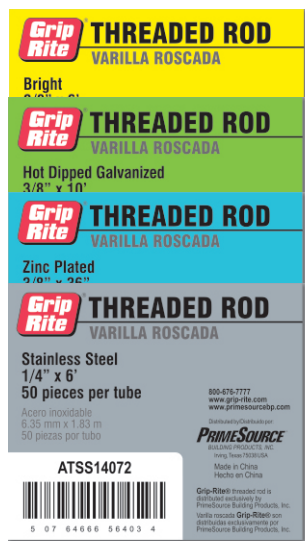 Grip Rite® THREADED ROD
VARILLA ROSCADA
Bright
Grip Rite® THREADED ROD
VARILLA ROSCADA
Hot Dipped Galvanized
3/8" x 10'
Grip Rite® THREADED ROD
VARILLA ROSCADA
Zinc Plated
3/8" x 36"
Grip Rite® THREADED ROD
VARILLA ROSCADA
Stainless Steel
1/4" x 6'
50 pieces per tube
Acero inoxidable
6.35 mm x 1.83 m
50 piezas por tubo
ATSS14072
5 07 64666 56403 4
800-676-7777
www.grip-rite.com
www.primesourcebp.com
Distributed by/Distribuido por:
PRIMESOURCE
BUILDING PRODUCTS, INC.
Irving, Texas 75038 USA
Made in China
Hecho en China
Grip-Rite® threaded rod is
distributed exclusively by
PrimeSource Building Products, Inc.
Varilla roscada Grip-Rite® son
distribuidas exclusivamente por
PrimeSource Building Products, Inc.